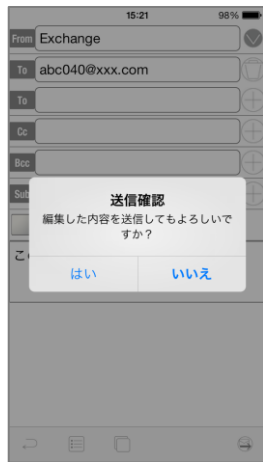 15:21 98%
From Exchange
To abc040@xxx.com
To
Cc
Bcc
Sub
送信確認
編集した内容を送信してもよろしいで
すか？
こ
はい いいえ